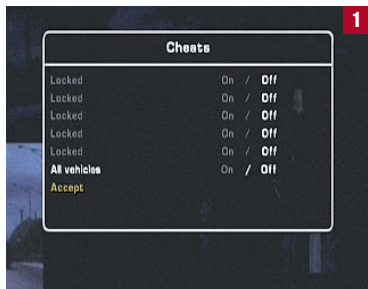 1
Cheats
Locked On / Off
Locked On / Off
Locked On / Off
Locked On / Off
Locked On / Off
All vehicles On / Off
Accept